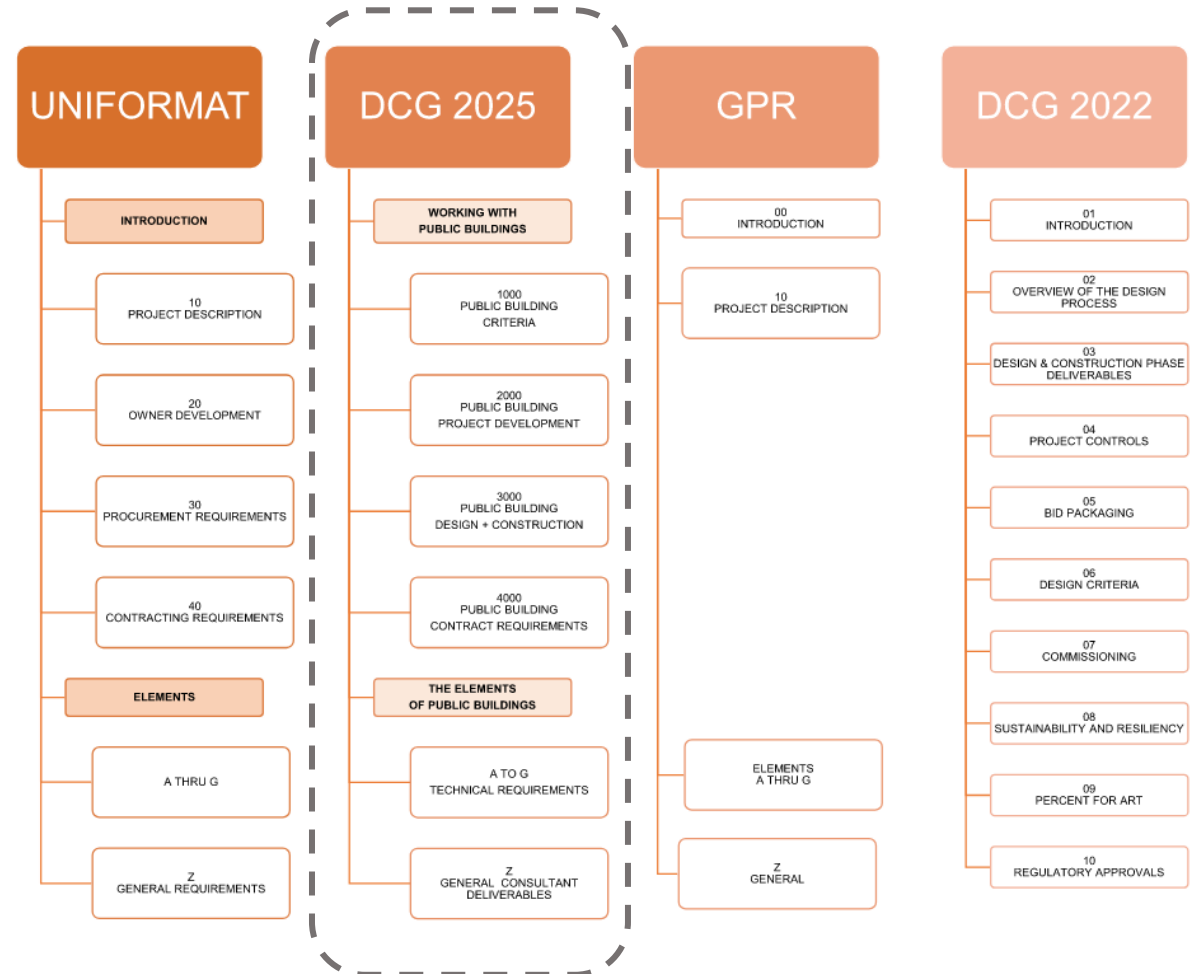 UNIFORMAT
INTRODUCTION
10
PROJECT DESCRIPTION
20
OWNER DEVELOPMENT
30
PROCUREMENT REQUIREMENTS
40
CONTRACTING REQUIREMENTS
ELEMENTS
A THRU G
Z
GENERAL REQUIREMENTS
DCG 2025
WORKING WITH
PUBLIC BUILDINGS
1000
PUBLIC BUILDING
CRITERIA
2000
PUBLIC BUILDING
PROJECT DEVELOPMENT
3000
PUBLIC BUILDING
DESIGN + CONSTRUCTION
4000
PUBLIC BUILDING
CONTRACT REQUIREMENTS
THE ELEMENTS
OF PUBLIC BUILDINGS
A TO G
TECHNICAL REQUIREMENTS
Z
GENERAL CONSULTANT
DELIVERABLES
GPR
00
INTRODUCTION
10
PROJECT DESCRIPTION
ELEMENTS
A THRU G
Z
GENERAL
DCG 2022
01
INTRODUCTION
02
OVERVIEW OF THE DESIGN
PROCESS
03
DESIGN & CONSTRUCTION PHASE
DELIVERABLES
04
PROJECT CONTROLS
05
BID PACKAGING
06
DESIGN CRITERIA
07
COMMISSIONING
08
SUSTAINABILITY AND RESILIENCY
09
PERCENT FOR ART
10
REGULATORY APPROVALS